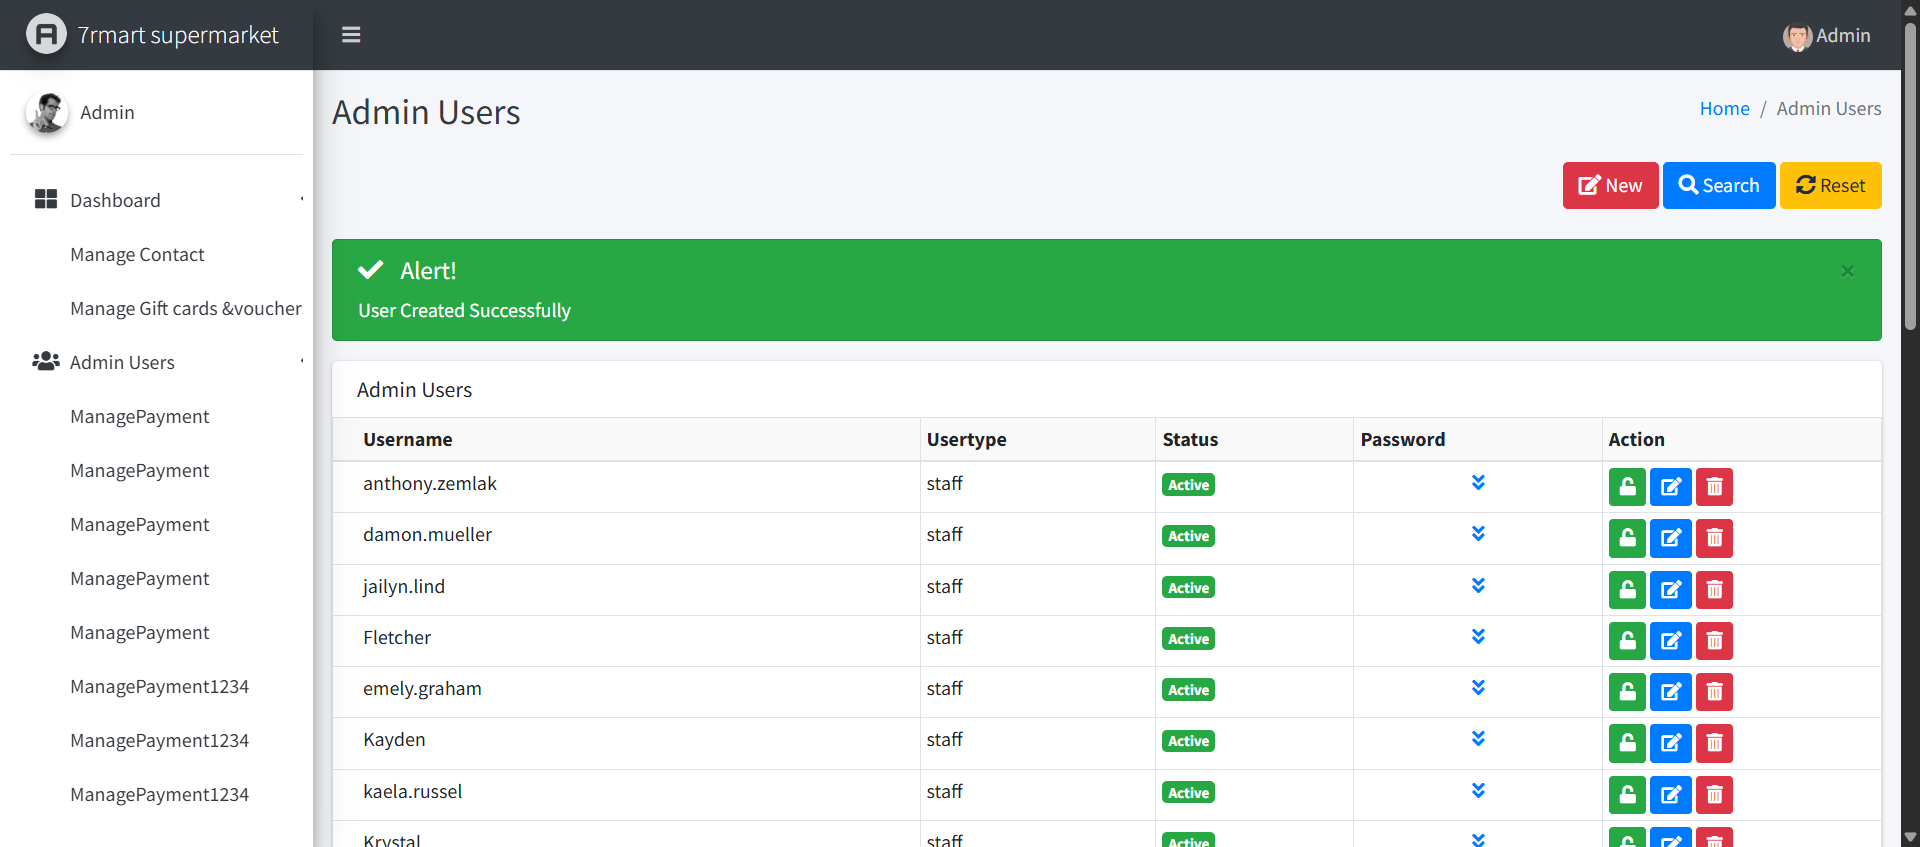 7rmart supermarket
Admin
Admin
Dashboard
Manage Contact
Manage Gift cards &voucher
Admin Users
ManagePayment
ManagePayment
ManagePayment
ManagePayment
ManagePayment
ManagePayment1234
ManagePayment1234
ManagePayment1234
Admin Users
Home / Admin Users
New Search Reset
Alert! ×
User Created Successfully
Admin Users
Username Usertype Status Password Action
anthony.zemlak staff Active
damon.mueller staff Active
jailyn.lind staff Active
Fletcher staff Active
emely.graham staff Active
Kayden staff Active
kaela.russel staff Active
Krystal staff Active